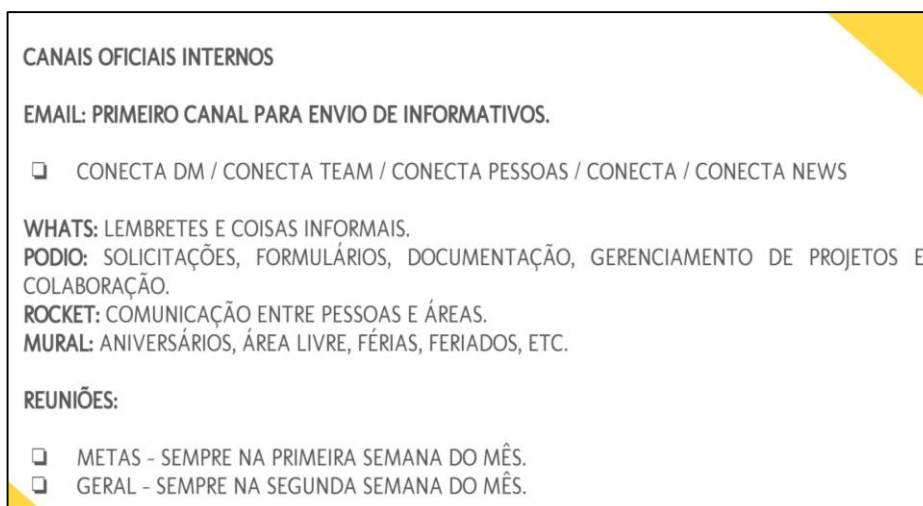 CANAIS OFICIAIS INTERNOS
EMAIL: PRIMEIRO CANAL PARA ENVIO DE INFORMATIVOS.
❏ CONECTA DM / CONECTA TEAM / CONECTA PESSOAS / CONECTA / CONECTA NEWS
WHATS: LEMBRETES E COISAS INFORMAIS.
PODIO: SOLICITAÇÕES, FORMULÁRIOS, DOCUMENTAÇÃO, GERENCIAMENTO DE PROJETOS E
COLABORAÇÃO.
ROCKET: COMUNICAÇÃO ENTRE PESSOAS E ÁREAS.
MURAL: ANIVERSÁRIOS, ÁREA LIVRE, FÉRIAS, FERIADOS, ETC.
REUNIÕES:
❏ METAS - SEMPRE NA PRIMEIRA SEMANA DO MÊS.
❏ GERAL - SEMPRE NA SEGUNDA SEMANA DO MÊS.